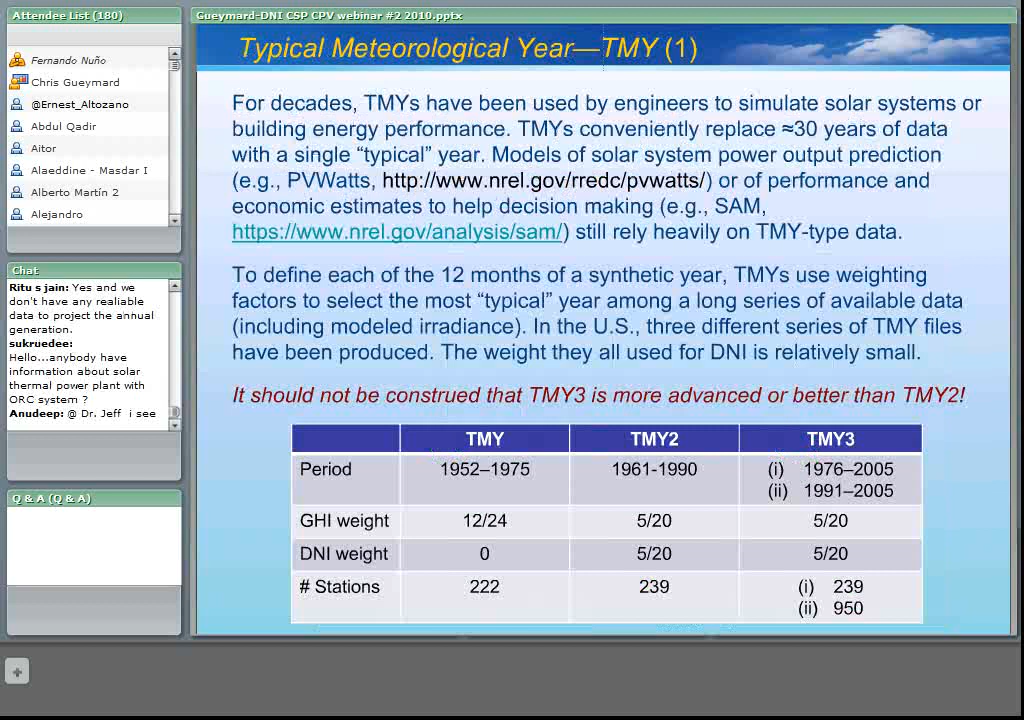 Attendee List (180)
Fernando Nuño
Chris Gueymard
@Ernest_Altozano
Abdul Qadir
Aitor
Alaeddine - Masdar I
Alberto Martín 2
Alejandro
Chat
Ritu s jain: Yes and we
don't have any realiable
data to project the annual
generation.
sukruedee:
Hello...anybody have
information about solar
thermal power plant with
ORC system ?
Anudeep: @ Dr. Jeff i see
Q & A (Q & A)
Gueymard-DNI CSP CPV webinar #2 2010.pptx
Typical Meteorological Year—TMY (1)
For decades, TMYs have been used by engineers to simulate solar systems or
building energy performance. TMYs conveniently replace ≈30 years of data
with a single “typical” year. Models of solar system power output prediction
(e.g., PVWatts, http://www.nrel.gov/rredc/pvwatts/) or of performance and
economic estimates to help decision making (e.g., SAM,
https://www.nrel.gov/analysis/sam/) still rely heavily on TMY-type data.
To define each of the 12 months of a synthetic year, TMYs use weighting
factors to select the most “typical” year among a long series of available data
(including modeled irradiance). In the U.S., three different series of TMY files
have been produced. The weight they all used for DNI is relatively small.
It should not be construed that TMY3 is more advanced or better than TMY2!
TMY TMY2 TMY3
Period 1952–1975 1961-1990 (i) 1976–2005
(ii) 1991–2005
GHI weight 12/24 5/20 5/20
DNI weight 0 5/20 5/20
# Stations 222 239 (i) 239
(ii) 950